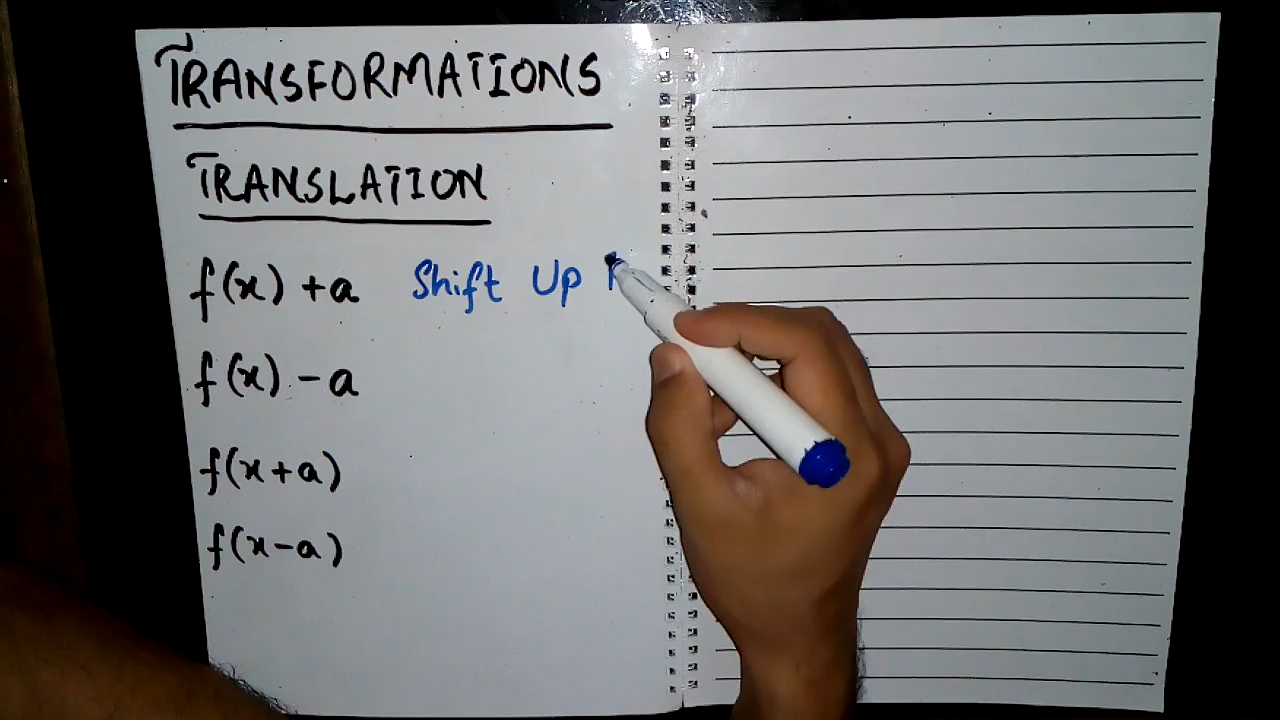 TRANSFORMATIONS
TRANSLATION
f(x) +a Shift Up
f(x) -a
f(x+a)
f(x-a)